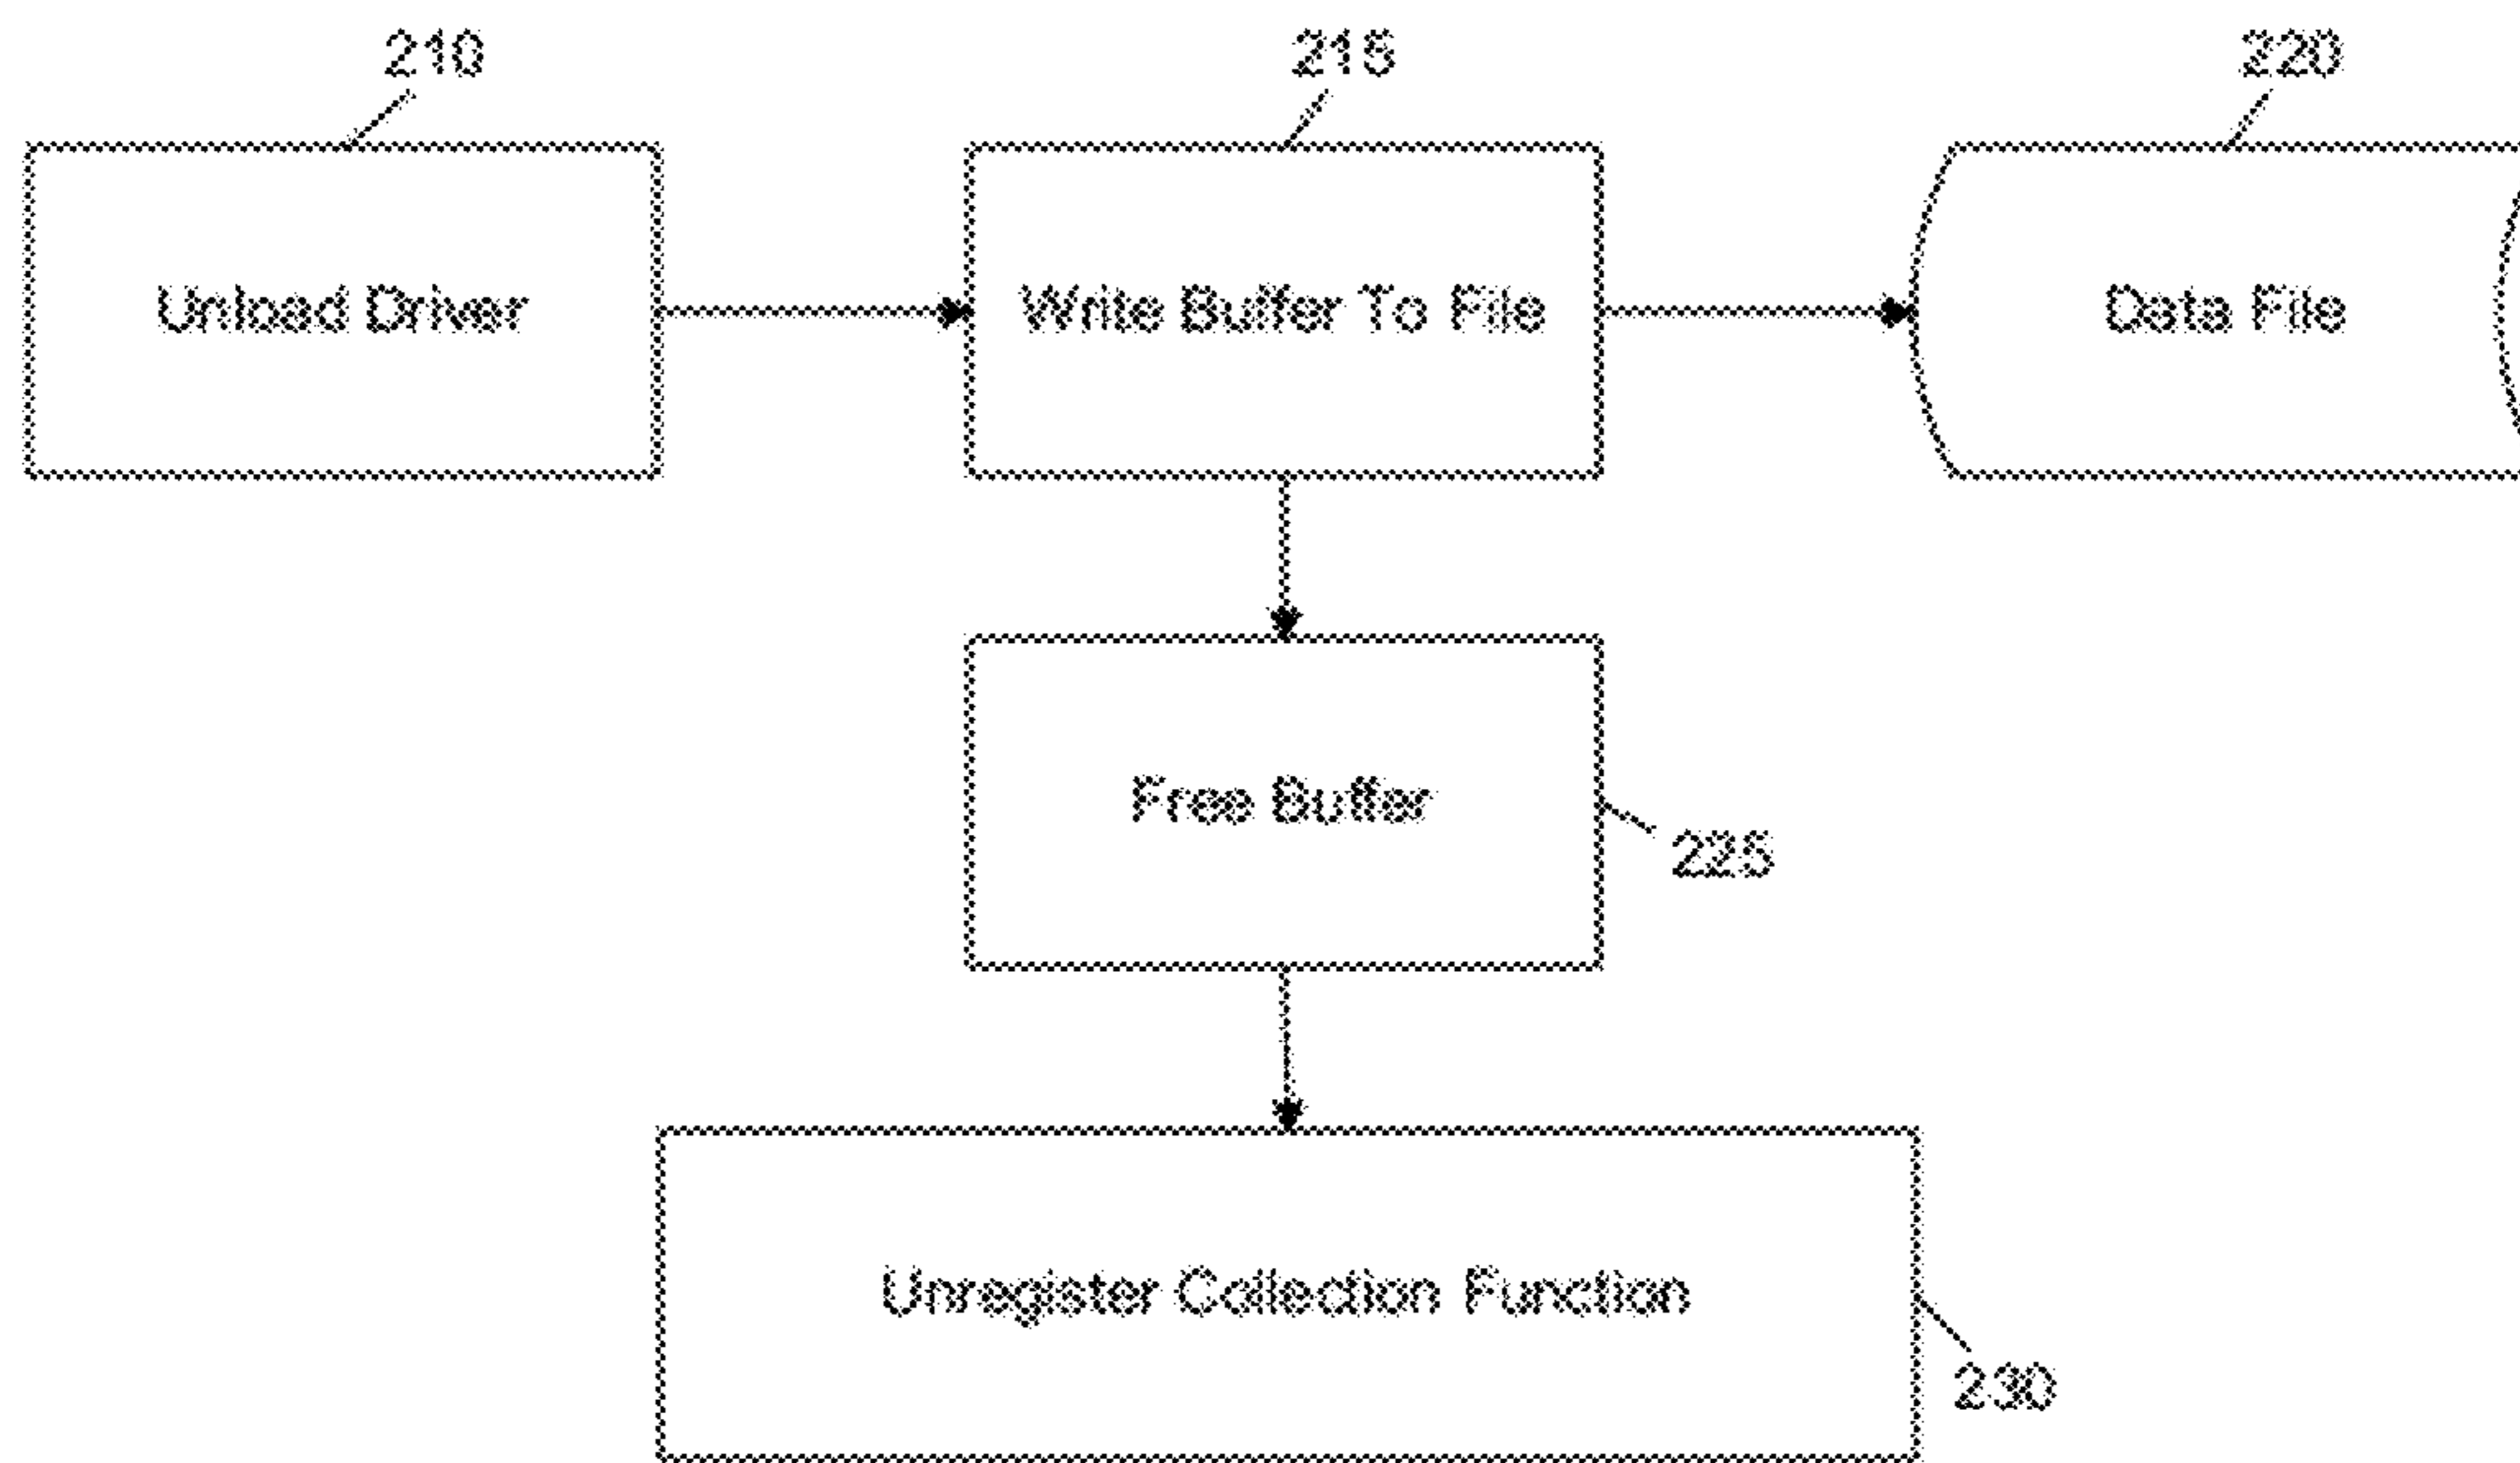 210
215
220
Unload Driver
Write Buffer To File
Data File
Free Buffer
225
Unregister Collection Function
230